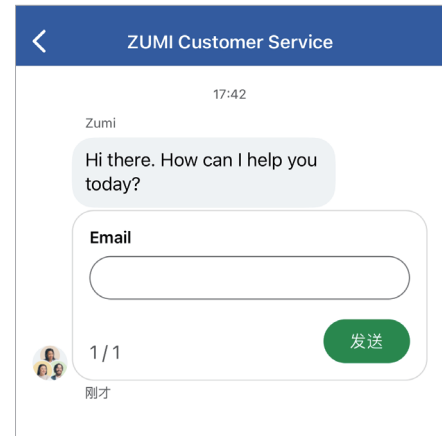 ZUMI Customer Service
17:42
Zumi
Hi there. How can I help you
today?
Email
1/1
发送
刚才